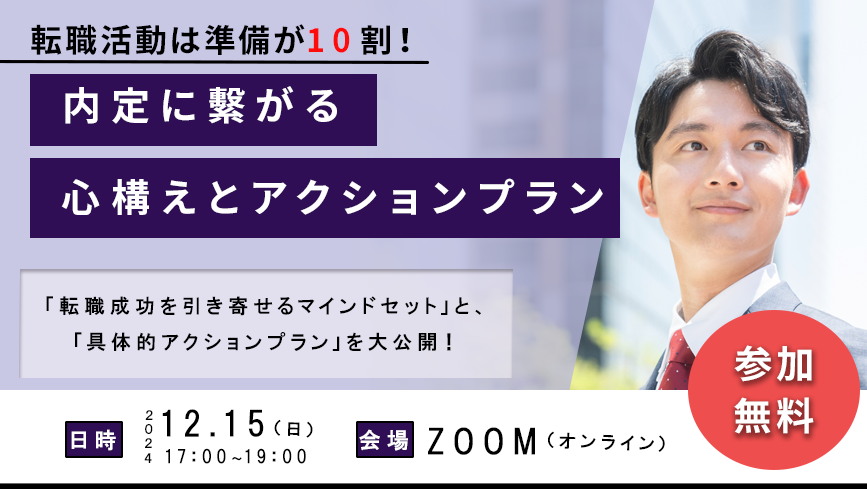 転職活動は準備が10割！
内定に繋がる
心構えとアクションプラン
「転職成功を引き寄せるマインドセット」と、
「具体的アクションプラン」を大公開！
参加
無料
日時
2024
12.15（日）
17:00~19:00
会場
ZOOM（オンライン）